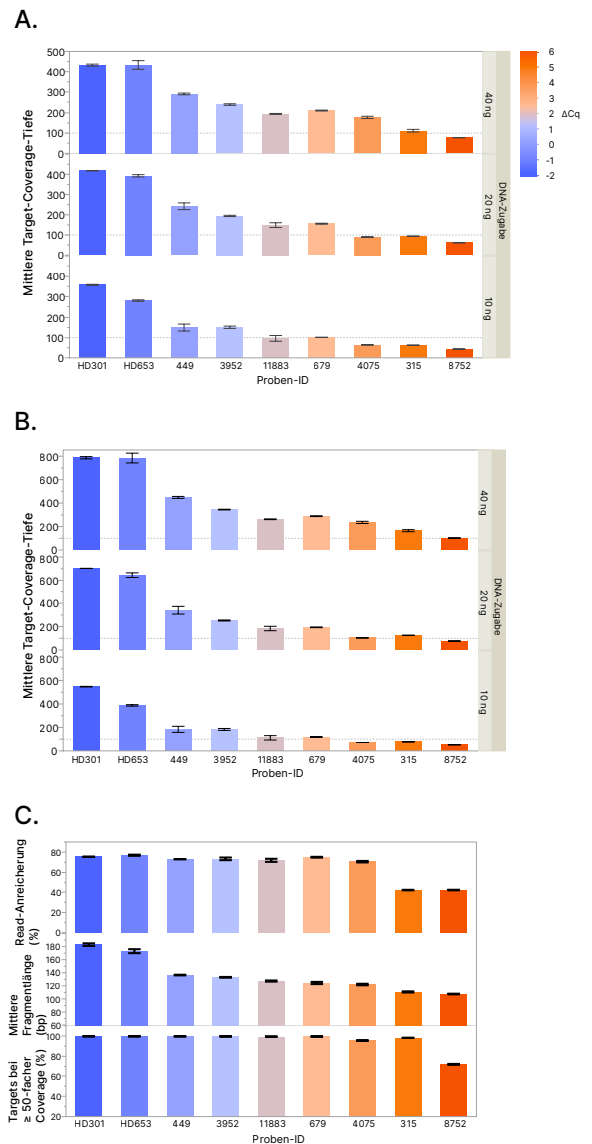 A.
Mittlere Target-Coverage-Tiefe
500
400
300
200
100
0
400
300
200
100
0
400
300
200
100
0
40 ng
20 ng
10 ng
DNA-Zugabe
HD301 HD653 449 3952 11883 679 4075 315 8752
Proben-ID
6
5
4
3
2
1
0
-1
-2
ΔCq
B.
Mittlere Target-Coverage-Tiefe
800
600
400
200
0
800
600
400
200
0
800
600
400
200
0
40 ng
20 ng
10 ng
DNA-Zugabe
HD301 HD653 449 3952 11883 679 4075 315 8752
Proben-ID
C.
Read-Anreicherung
(%)
80
60
40
20
0
Mittlere
Fragmentlänge
(bp)
180
160
140
120
100
80
60
Targets bei
≥ 50-facher
Coverage (%)
100
80
60
40
20
HD301 HD653 449 3952 11883 679 4075 315 8752
Proben-ID